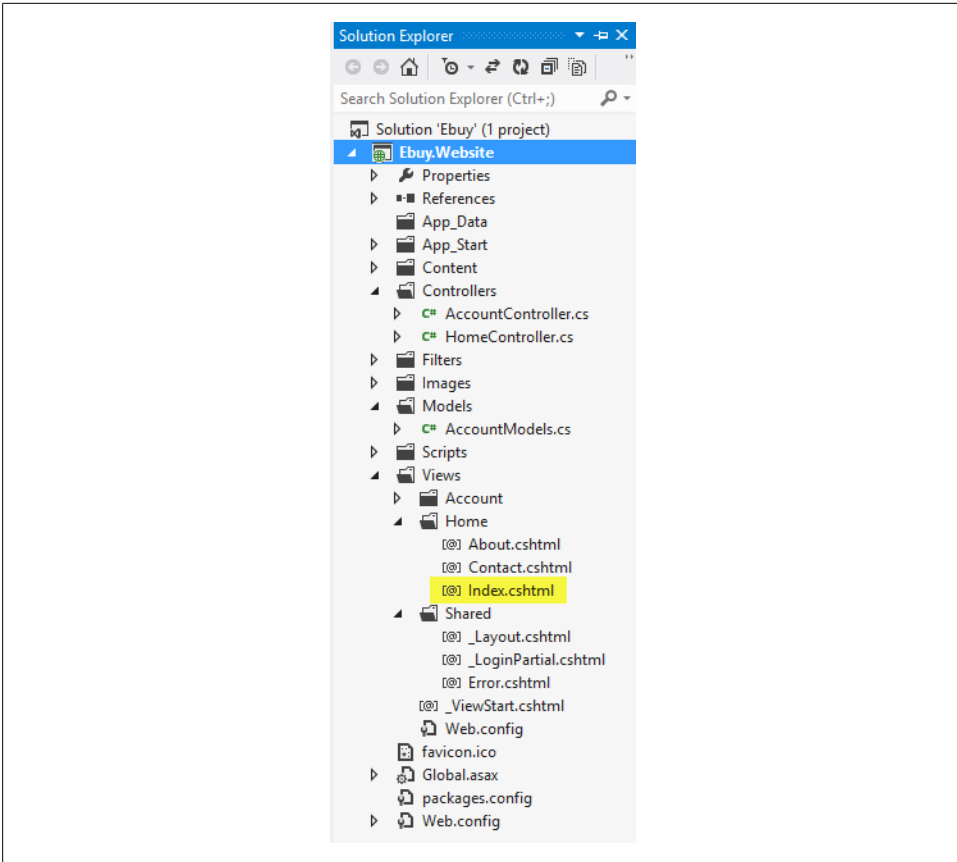 Solution Explorer
Search Solution Explorer (Ctrl+;)
Solution 'Ebuy' (1 project)
Ebuy.Website
Properties
References
App_Data
App_Start
Content
Controllers
C# AccountController.cs
C# HomeController.cs
Filters
Images
Models
C# AccountModels.cs
Scripts
Views
Account
Home
[@] About.cshtml
[@] Contact.cshtml
[@] Index.cshtml
Shared
[@] _Layout.cshtml
[@] _LoginPartial.cshtml
[@] Error.cshtml
[@] _ViewStart.cshtml
Web.config
favicon.ico
Global.asax
packages.config
Web.config